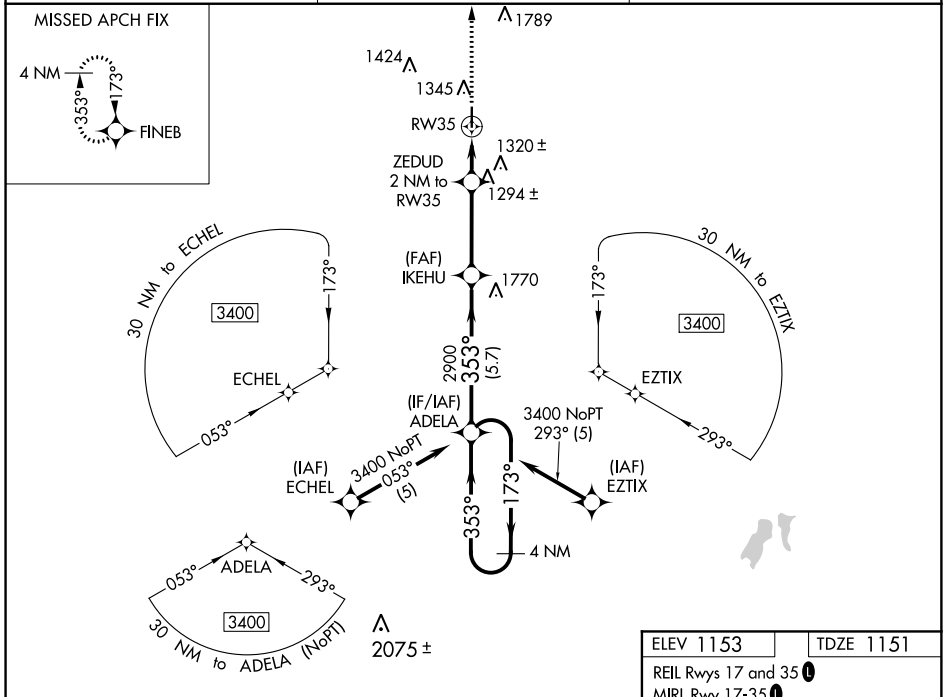 MISSED APCH FIX
4 NM
353°
173°
FINEB
1789
1424
1345
RW35
1320 ±
ZEDUD
2 NM to
RW35
1294 ±
(FAF)
IKEHU
1770
30 NM to ECHEL
3400
173°
ECHEL
053°
30 NM to EZTIX
3400
173°
EZTIX
293°
2900
353°
(5.7)
(IF/IAF)
ADELA
3400 NoPT
293° (5)
(IAF)
ECHEL
3400 NoPT
053°
(5)
(IAF)
EZTIX
353°
173°
4 NM
053°
ADELA
293°
3400
30 NM to ADELA (NoPT)
2075 ±
ELEV 1153
TDZE 1151
REIL Rwys 17 and 35 L
MIRL Rwy 17-35 L